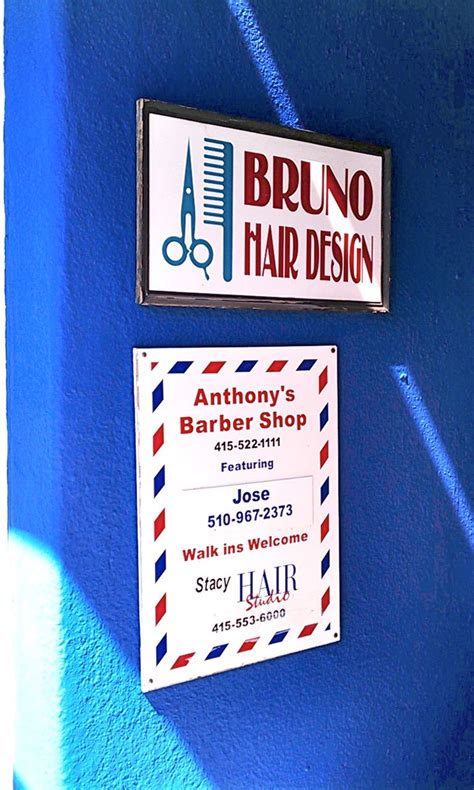 BRUNO
HAIR DESIGN
Anthony's
Barber Shop
415-522-1111
Featuring
Jose
510-967-2373
Walk ins Welcome
Stacy HAIR
Studio
415-553-6000